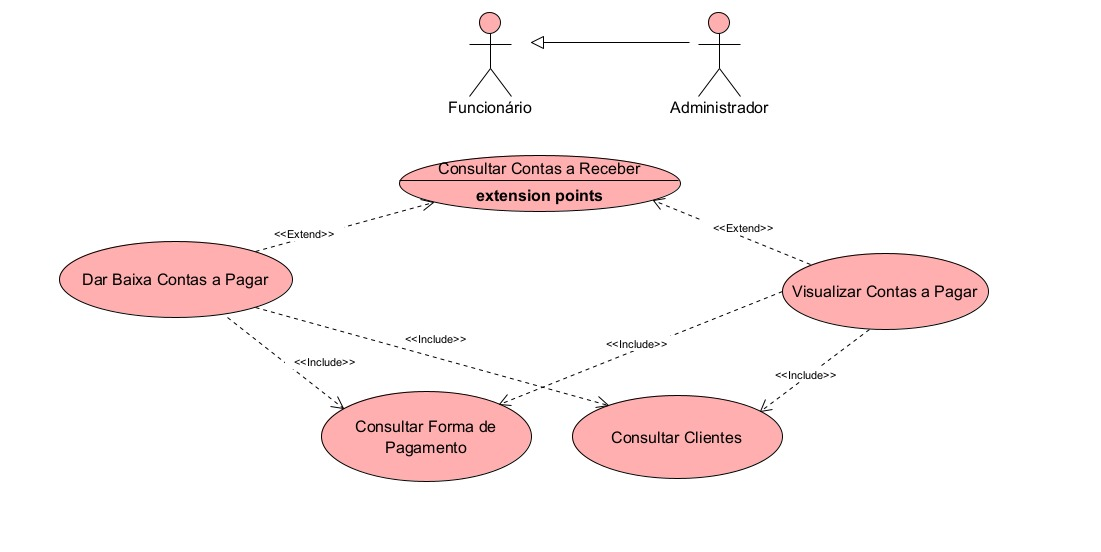 Funcionário
Administrador
Consultar Contas a Receber
extension points
<<Extend>>
<<Extend>>
Dar Baixa Contas a Pagar
Visualizar Contas a Pagar
<<Include>>
<<Include>>
<<Include>>
<<Include>>
Consultar Forma de
Pagamento
Consultar Clientes